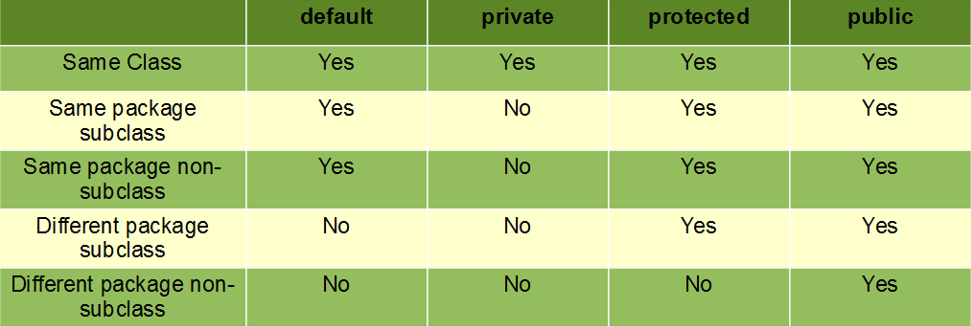 default private protected public
Same Class Yes Yes Yes Yes
Same package
subclass Yes No Yes Yes
Same package non-
subclass Yes No Yes Yes
Different package
subclass No No Yes Yes
Different package non-
subclass No No No Yes